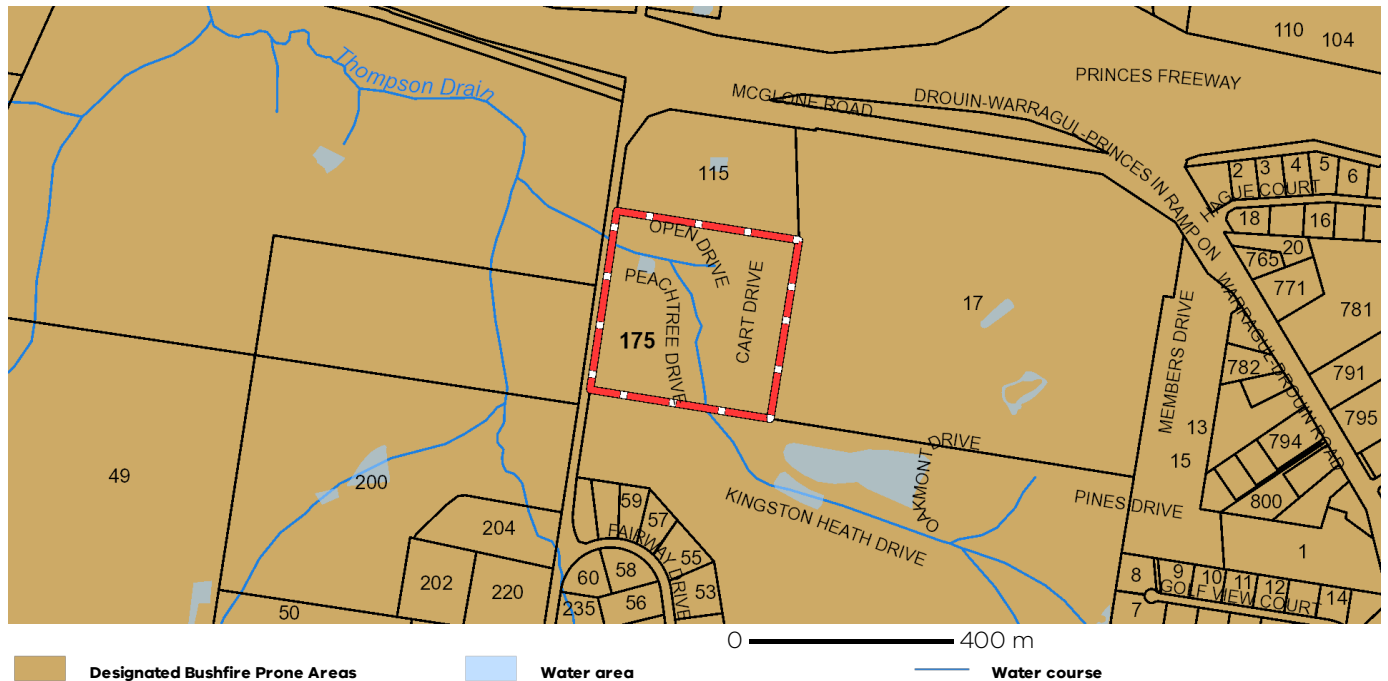 110
104
PRINCES FREEWAY
Thompson Drain
MCGLONE ROAD
DROUIN-WARRAGUL-PRINCES IN RAMP ON
115
2
3
4
5
6
HAGUE COURT
18
16
OPEN DRIVE
765
20
771
PEACHTREE DRIVE
CART DRIVE
17
MEMBERS DRIVE
WARRAGUL-DROUIN ROAD
781
175
782
791
795
13
794
15
49
200
OAKMONT DRIVE
KINGSTON HEATH DRIVE
PINES DRIVE
800
59
57
204
FAIRWAY DRIVE
55
1
202
220
60
58
53
8
9
10
11
12
14
GOLF VIEW COURT
50
235
56
7
0
400 m
Designated Bushfire Prone Areas
Water area
Water course